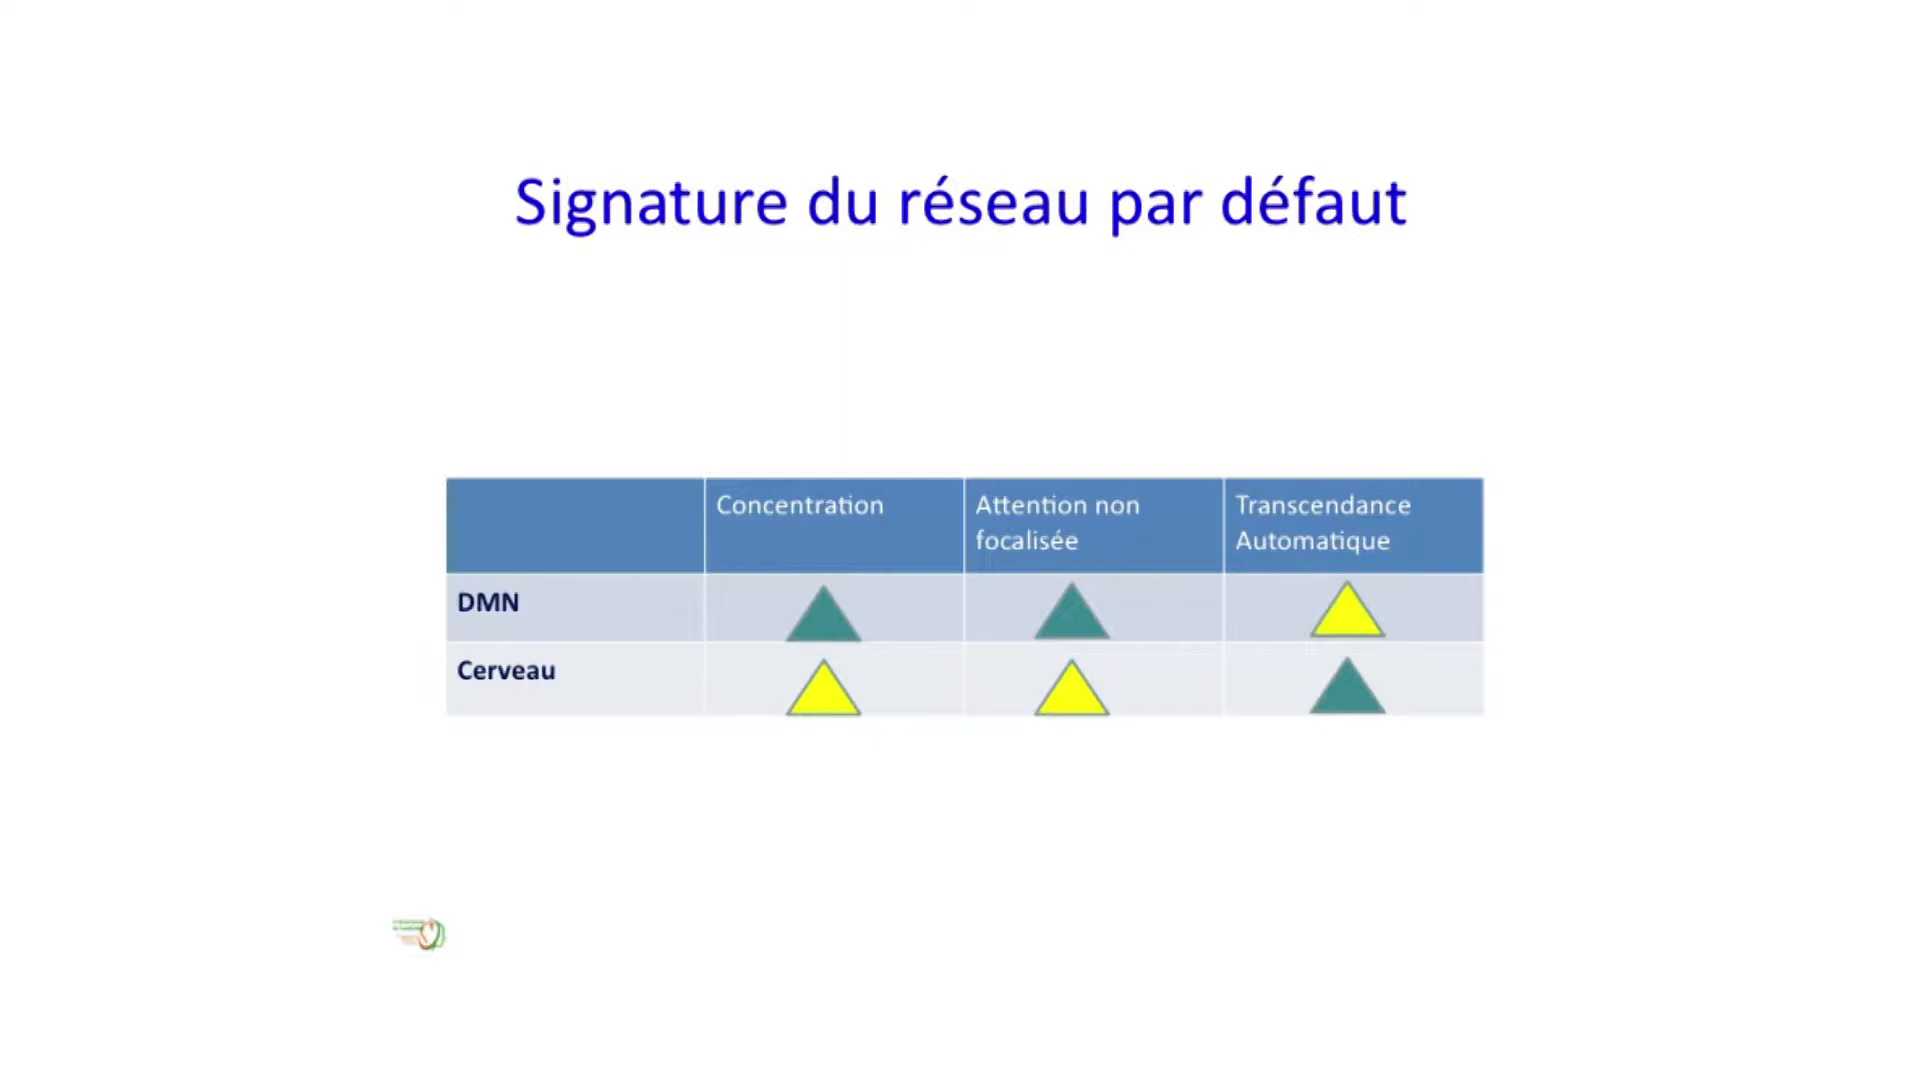 Signature du réseau par défaut
Concentration
Attention non
focalisée
Transcendance
Automatique
DMN
Cerveau